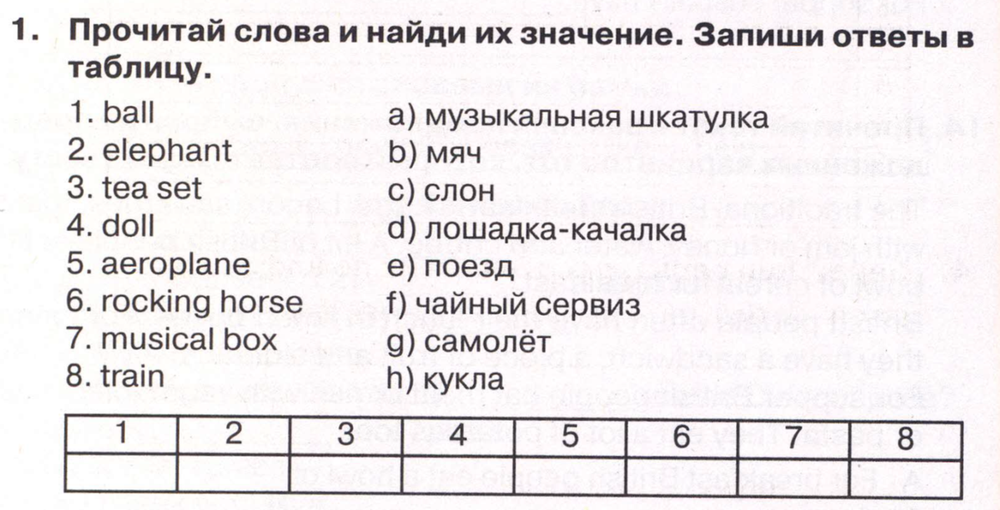 1. Прочитай слова и найди их значение. Запиши ответы в
таблицу.
1. ball a) музыкальная шкатулка
2. elephant b) мяч
3. tea set c) слон
4. doll d) лошадка-качалка
5. aeroplane e) поезд
6. rocking horse f) чайный сервиз
7. musical box g) самолёт
8. train h) кукла
1 2 3 4 5 6 7 8